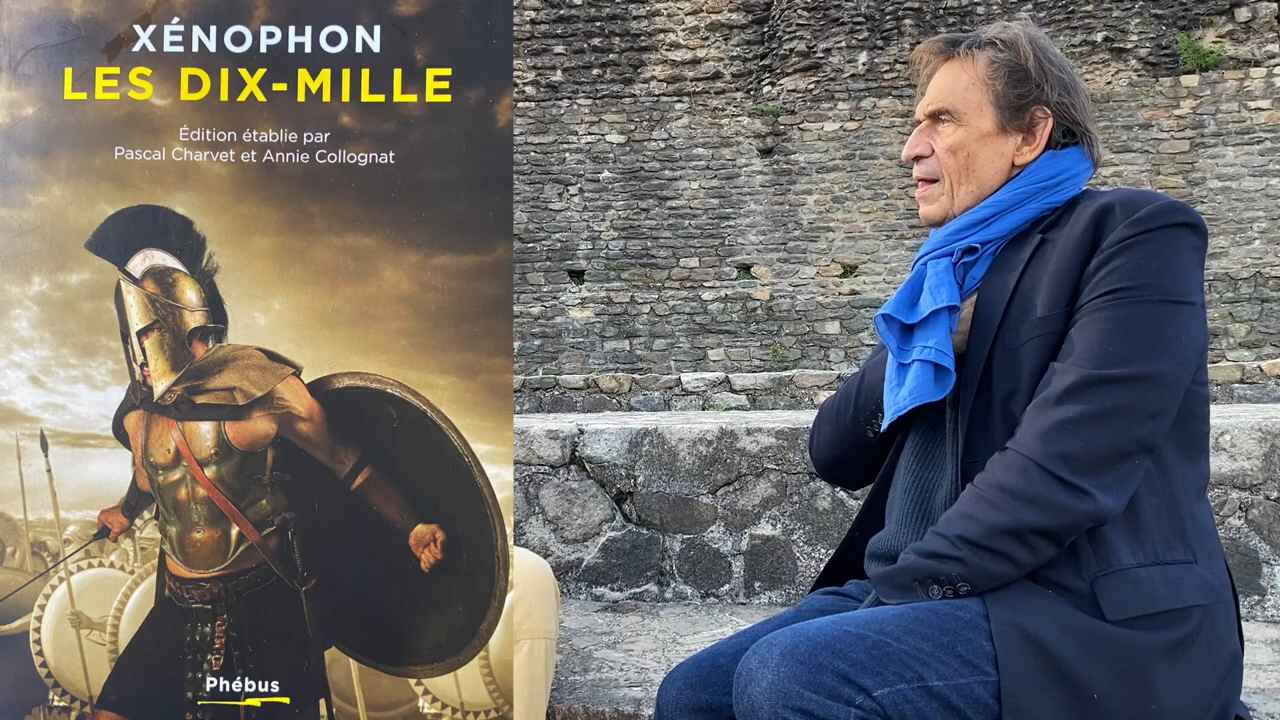 XÉNOPHON
LES DIX-MILLE
Édition établie par
Pascal Charvet et Annie Collognat
Phébus